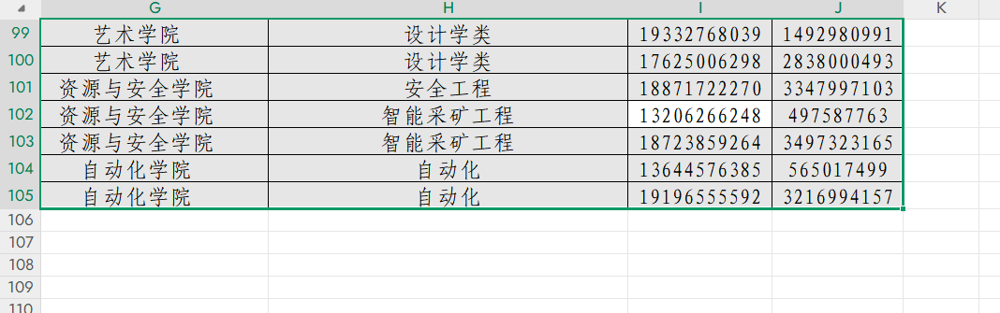 G H I J K
99 艺术学院 设计学类 19332768039 1492980991
100 艺术学院 设计学类 17625006298 2838000493
101 资源与安全学院 安全工程 18871722270 3347997103
102 资源与安全学院 智能采矿工程 13206266248 497587763
103 资源与安全学院 智能采矿工程 18723859264 3497323165
104 自动化学院 自动化 13644576385 565017499
105 自动化学院 自动化 19196555592 3216994157
106
107
108
109
110